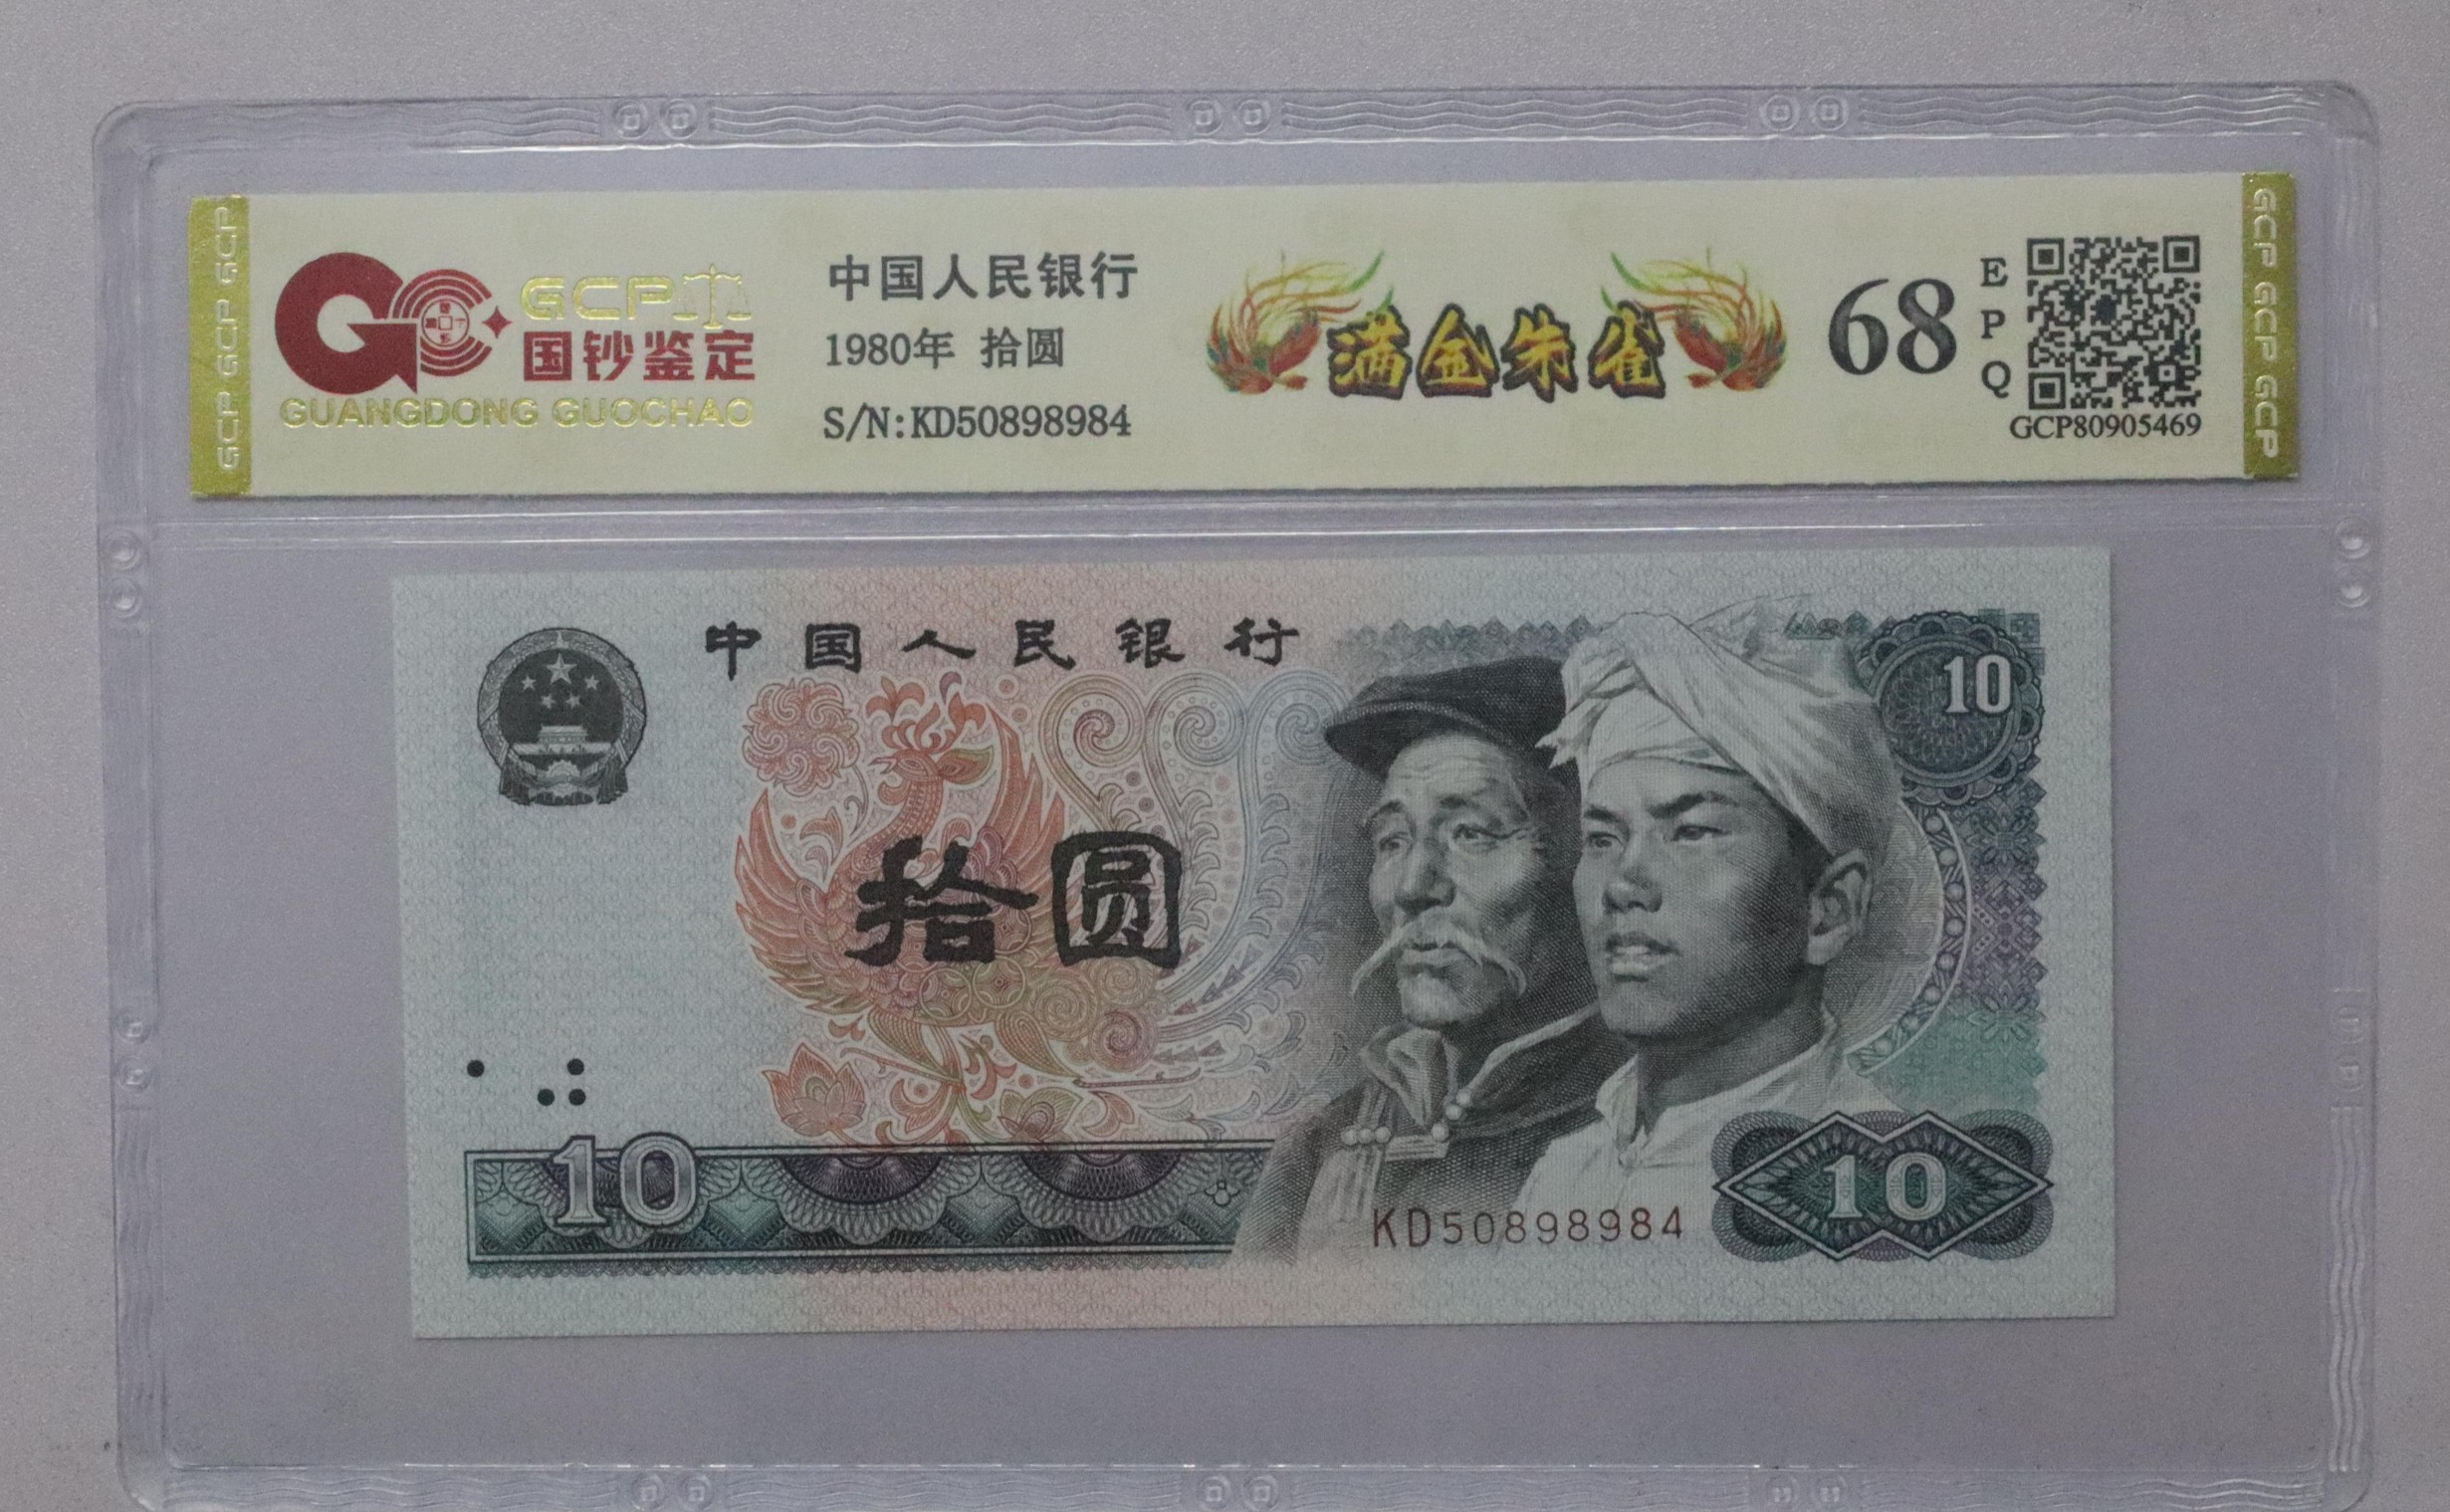 GCP
国钞鉴定
GUANGDONG GUOCHAO
中国人民银行
1980年 拾圆
S/N:KD50898984
满金朱雀
68
E
P
Q
GCP80905469
GCP GCP GCP
GCP GCP GCP
中国人民银行
10
拾圆
10
KD50898984
10